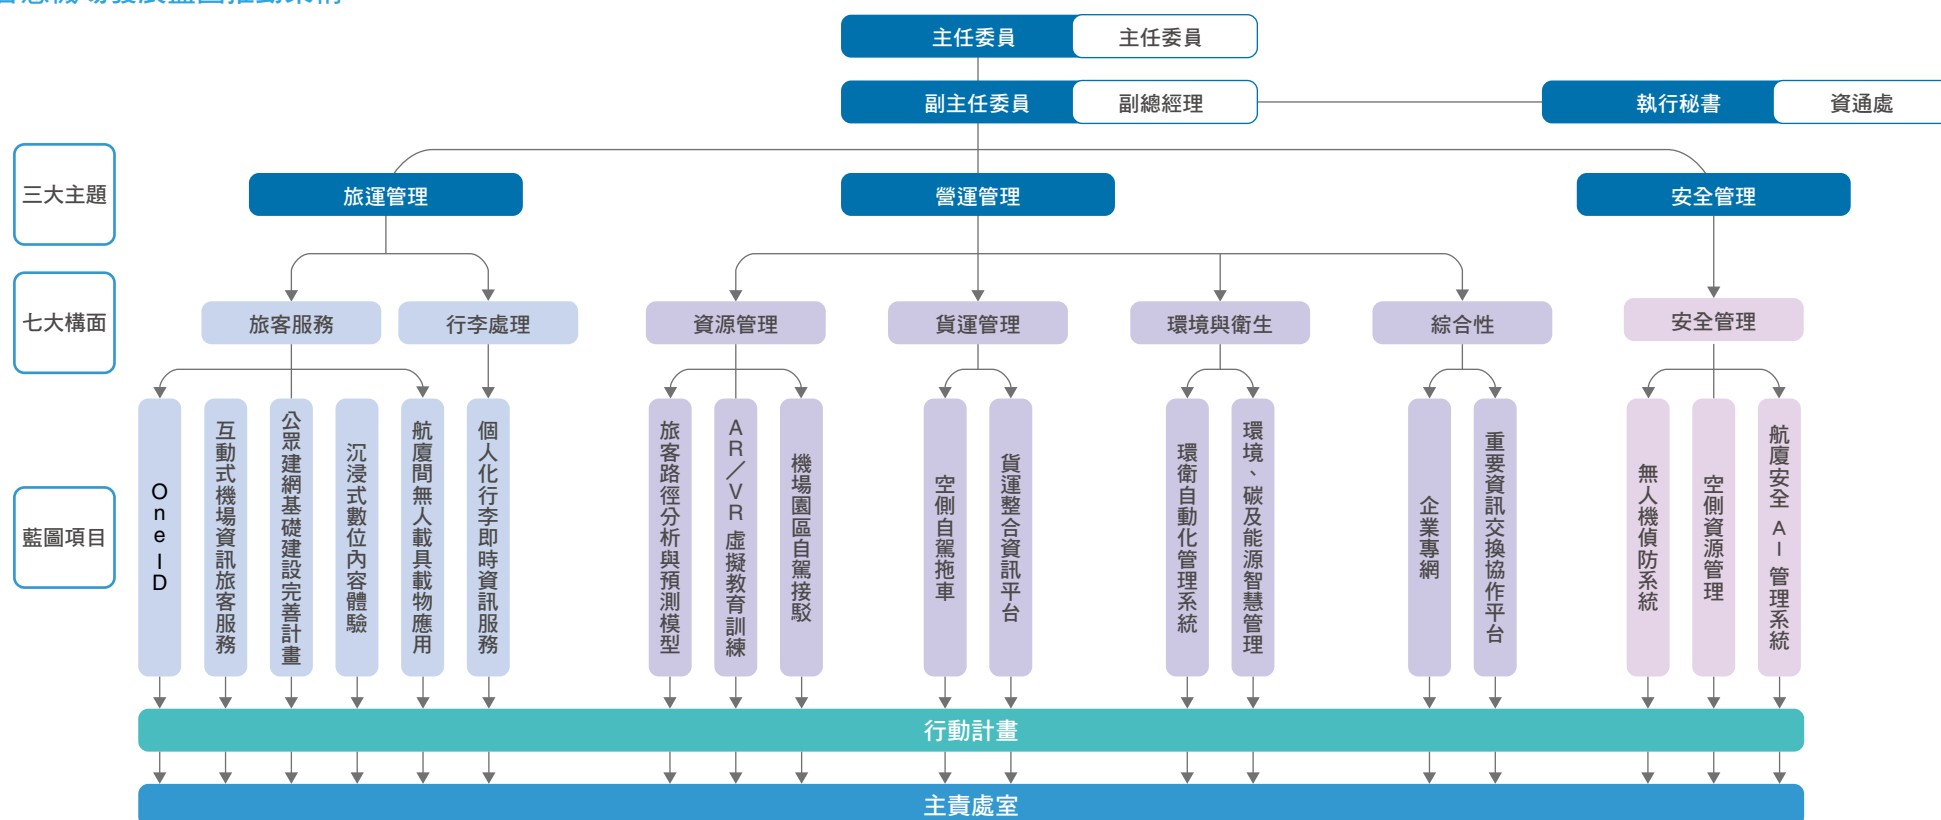 智慧機場發展藍圖推動架構
主任委員 主任委員
副主任委員 副總經理
執行秘書 資通處
三大主題
旅運管理
營運管理
安全管理
七大構面
旅客服務
行李處理
資源管理
貨運管理
環境與衛生
綜合性
安全管理
藍圖項目
One ID
互動式機場資訊旅客服務
公眾建網基礎建設完善計畫
沉浸式數位內容體驗
航廈間無人載具載物應用
個人化行李即時資訊服務
旅客路徑分析與預測模型
AR／VR虛擬教育訓練
機場園區自駕接駁
空側自駕拖車
貨運整合資訊平台
環衛自動化管理系統
環境、碳及能源智慧管理
企業專網
重要資訊交換協作平台
無人機偵防系統
空側資源管理
航廈安全AI管理系統
行動計畫
主責處室